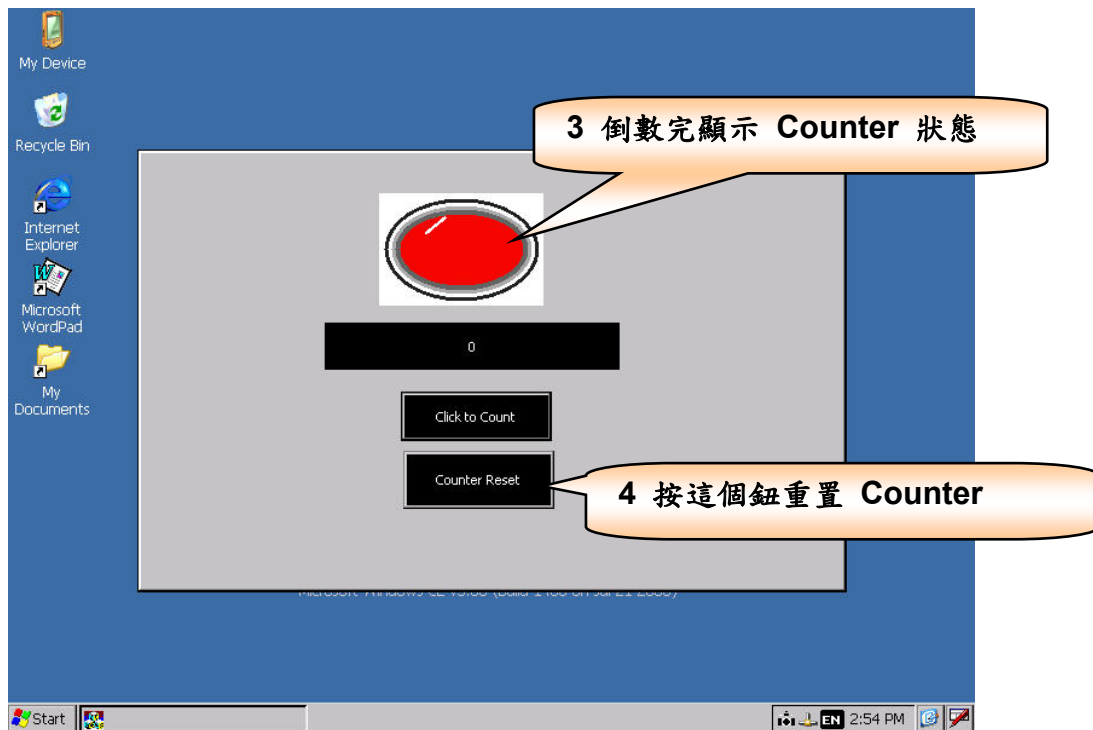 My Device
Recycle Bin
Internet
Explorer
Microsoft
WordPad
My
Documents
3 倒數完顯示 Counter 狀態
0
Click to Count
Counter Reset
4 按這個鈕重置 Counter
Start
EN 2:54 PM